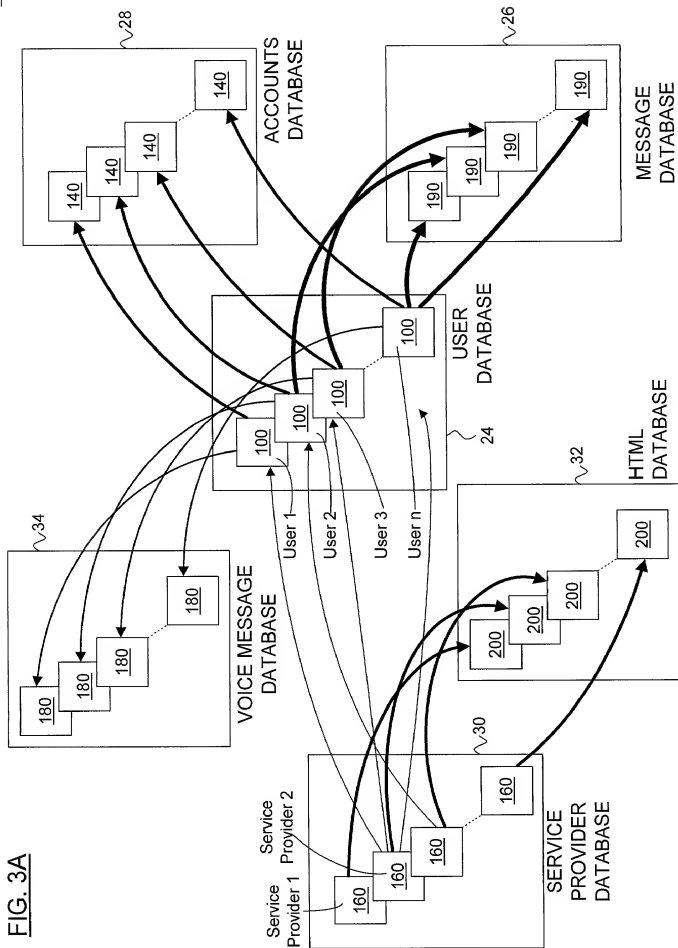 FIG. 3A
34
180
180
180
180
VOICE MESSAGE
DATABASE
28
140
140
140
140
ACCOUNTS
DATABASE
100
100
100
100
User 1
User 2
User 3
User n
USER
DATABASE
24
26
190
190
190
190
MESSAGE
DATABASE
30
Service
Provider 1
Service
Provider 2
160
160
160
160
SERVICE
PROVIDER
DATABASE
32
200
200
200
200
HTML
DATABASE